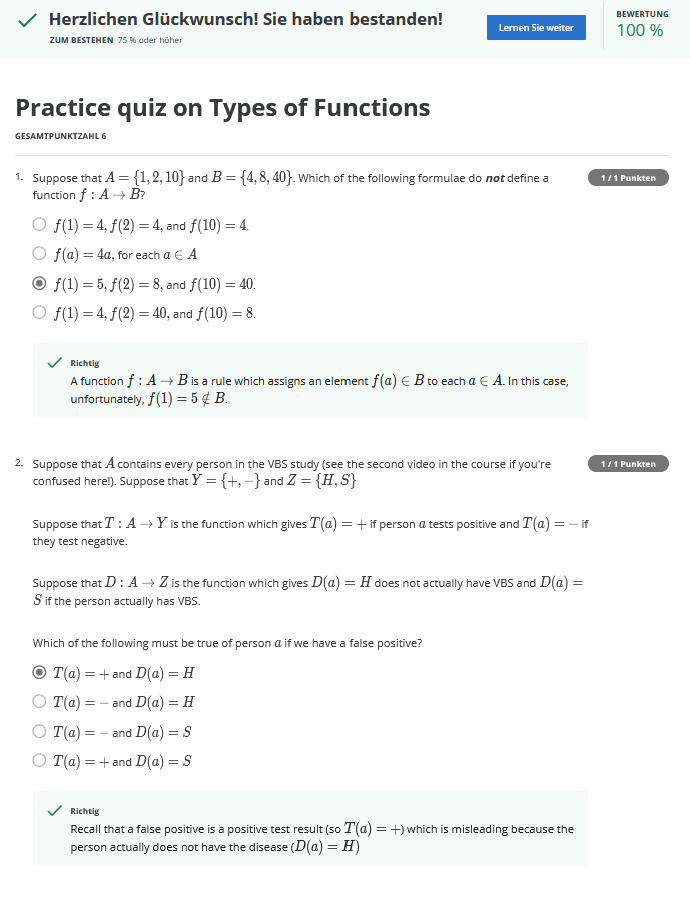 Herzlichen Glückwunsch! Sie haben bestanden!
ZUM BESTEHEN 75 % oder höher
Lernen Sie weiter
BEWERTUNG
100 %
Practice quiz on Types of Functions
GESAMTPUNKTZAHL 6
1. Suppose that A = {1, 2, 10} and B = {4, 8, 40}. Which of the following formulae do not define a
function f : A → B?
1 / 1 Punkten
f(1) = 4, f(2) = 4, and f(10) = 4.
f(a) = 4a, for each a ∈ A
f(1) = 5, f(2) = 8, and f(10) = 40.
f(1) = 4, f(2) = 40, and f(10) = 8.
Richtig
A function f : A → B is a rule which assigns an element f(a) ∈ B to each a ∈ A. In this case,
unfortunately, f(1) = 5 ∉ B.
2. Suppose that A contains every person in the VBS study (see the second video in the course if you're
confused here!). Suppose that Y = {+, −} and Z = {H, S}
1 / 1 Punkten
Suppose that T : A → Y is the function which gives T(a) = + if person a tests positive and T(a) = − if
they test negative.
Suppose that D : A → Z is the function which gives D(a) = H does not actually have VBS and D(a) =
S if the person actually has VBS.
Which of the following must be true of person a if we have a false positive?
T(a) = + and D(a) = H
T(a) = − and D(a) = H
T(a) = − and D(a) = S
T(a) = + and D(a) = S
Richtig
Recall that a false positive is a positive test result (so T(a) = +) which is misleading because the
person actually does not have the disease (D(a) = H)